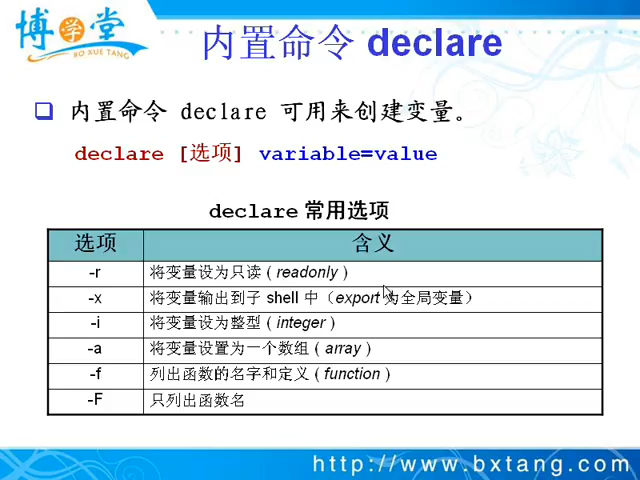 博学堂
BO XUE TANG
内置命令 declare
内置命令 declare 可用来创建变量。
declare [选项] variable=value
declare 常用选项
选项 含义
-r 将变量设为只读 ( readonly )
-x 将变量输出到子 shell 中（export 为全局变量）
-i 将变量设为整型 ( integer )
-a 将变量设置为一个数组 ( array )
-f 列出函数的名字和定义 ( function )
-F 只列出函数名
http://www.bxtang.com